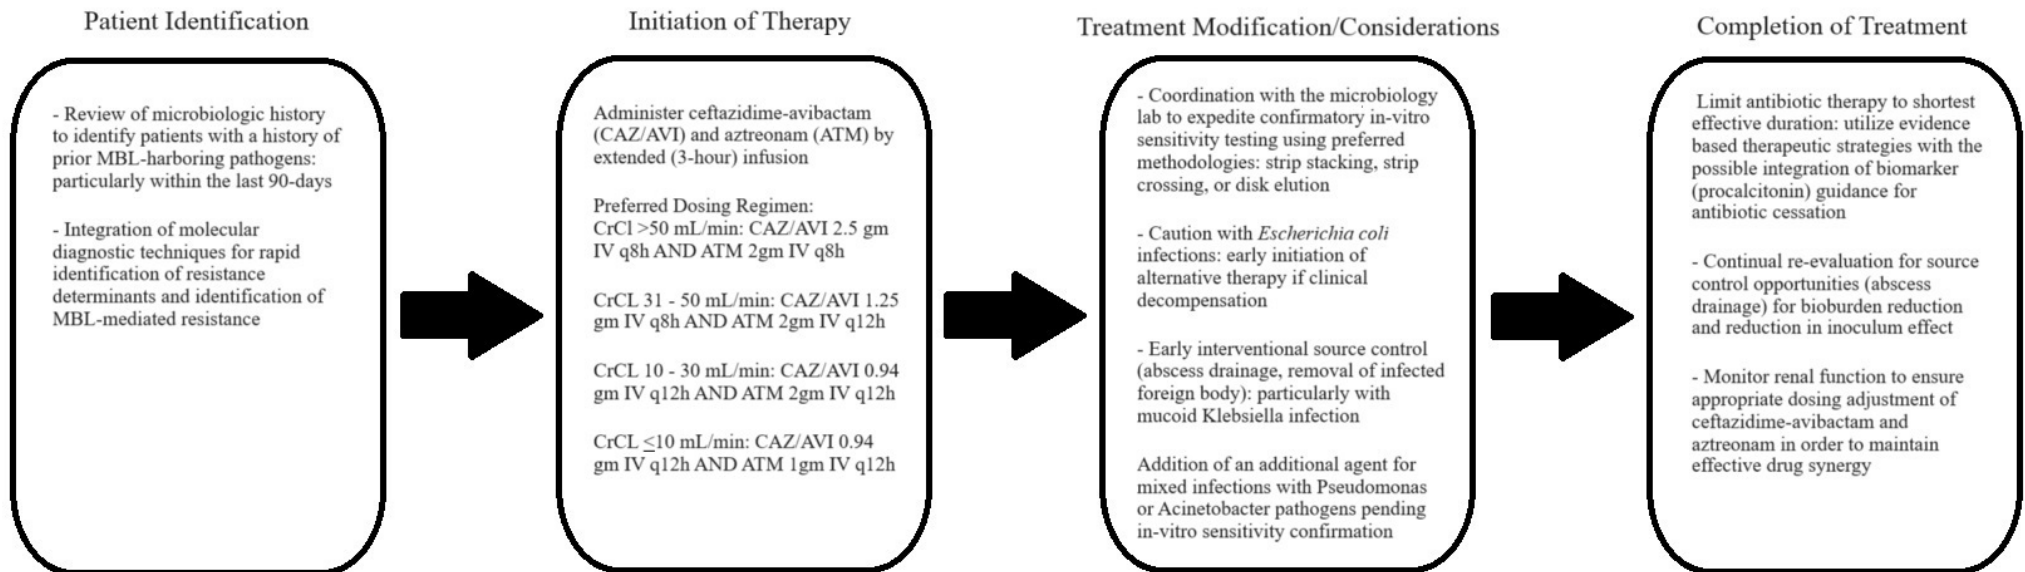 Patient Identification
- Review of microbiologic history
to identify patients with a history of
prior MBL-harboring pathogens:
particularly within the last 90-days
- Integration of molecular
diagnostic techniques for rapid
identification of resistance
determinants and identification of
MBL-mediated resistance
Initiation of Therapy
Administer ceftazidime-avibactam
(CAZ/AVI) and aztreonam (ATM) by
extended (3-hour) infusion
Preferred Dosing Regimen:
CrCl >50 mL/min: CAZ/AVI 2.5 gm
IV q8h AND ATM 2gm IV q8h
CrCL 31 - 50 mL/min: CAZ/AVI 1.25
gm IV q8h AND ATM 2gm IV q12h
CrCL 10 - 30 mL/min: CAZ/AVI 0.94
gm IV q12h AND ATM 2gm IV q12h
CrCL ≤10 mL/min: CAZ/AVI 0.94
gm IV q12h AND ATM 1gm IV q12h
Treatment Modification/Considerations
- Coordination with the microbiology
lab to expedite confirmatory in-vitro
sensitivity testing using preferred
methodologies: strip stacking, strip
crossing, or disk elution
- Caution with Escherichia coli
infections: early initiation of
alternative therapy if clinical
decompensation
- Early interventional source control
(abscess drainage, removal of infected
foreign body): particularly with
mucoid Klebsiella infection
Addition of an additional agent for
mixed infections with Pseudomonas
or Acinetobacter pathogens pending
in-vitro sensitivity confirmation
Completion of Treatment
Limit antibiotic therapy to shortest
effective duration: utilize evidence
based therapeutic strategies with the
possible integration of biomarker
(procalcitonin) guidance for
antibiotic cessation
- Continual re-evaluation for source
control opportunities (abscess
drainage) for bioburden reduction
and reduction in inoculum effect
- Monitor renal function to ensure
appropriate dosing adjustment of
ceftazidime-avibactam and
aztreonam in order to maintain
effective drug synergy